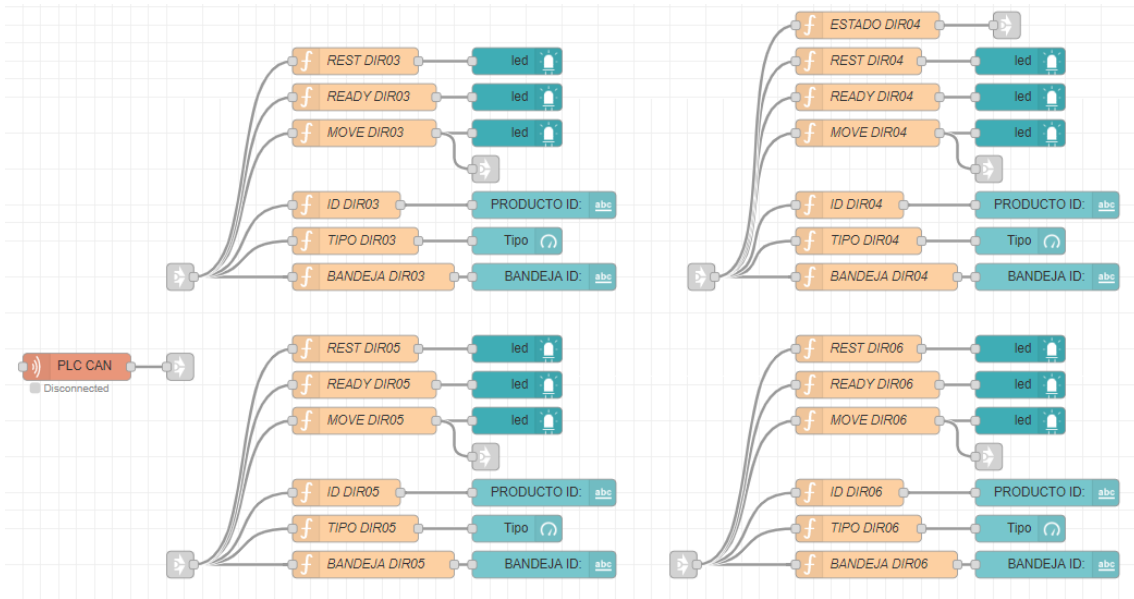 REST DIR03
led
READY DIR03
led
MOVE DIR03
led
ID DIR03
PRODUCTO ID:
abc
TIPO DIR03
Tipo
BANDEJA DIR03
BANDEJA ID:
abc
ESTADO DIR04
REST DIR04
led
READY DIR04
led
MOVE DIR04
led
ID DIR04
PRODUCTO ID:
abc
TIPO DIR04
Tipo
BANDEJA DIR04
BANDEJA ID:
abc
PLC CAN
Disconnected
REST DIR05
led
READY DIR05
led
MOVE DIR05
led
ID DIR05
PRODUCTO ID:
abc
TIPO DIR05
Tipo
BANDEJA DIR05
BANDEJA ID:
abc
REST DIR06
led
READY DIR06
led
MOVE DIR06
led
ID DIR06
PRODUCTO ID:
abc
TIPO DIR06
Tipo
BANDEJA DIR06
BANDEJA ID:
abc